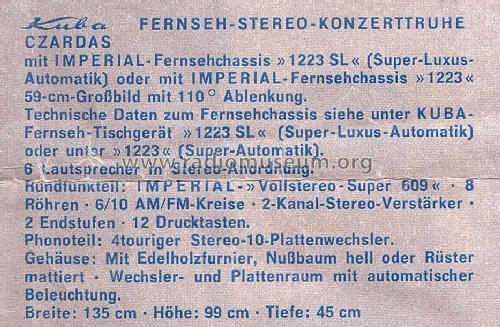 Kuba FERNSEH-STEREO-KONZERTTRUHE
CZARDAS
mit IMPERIAL-Fernsehchassis »1223 SL« (Super-Luxus-
Automatik) oder mit IMPERIAL-Fernsehchassis »1223«
59-cm-Großbild mit 110° Ablenkung.
Technische Daten zum Fernsehchassis siehe unter KUBA-
Fernseh-Tischgerät »1223 SL« (Super-Luxus-Automatik)
oder unter »1223« (Super-Automatik).
www.radiomuseum.org
6 Lautsprecher in Stereo-Anordnung.
Rundfunkteil: IMPERIAL-»Vollstereo-Super 609« · 8
Röhren · 6/10 AM/FM-Kreise · 2-Kanal-Stereo-Verstärker ·
2 Endstufen · 12 Drucktasten.
Phonoteil: 4touriger Stereo-10-Plattenwechsler.
Gehäuse: Mit Edelholzfurnier, Nußbaum hell oder Rüster
mattiert · Wechsler- und Plattenraum mit automatischer
Beleuchtung.
Breite: 135 cm · Höhe: 99 cm · Tiefe: 45 cm